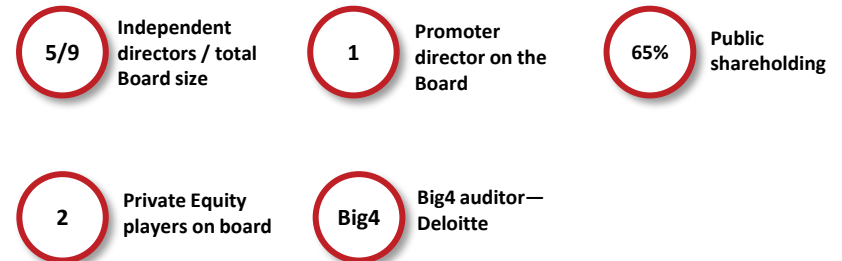 5/9
Independent
directors / total
Board size
1
Promoter
director on the
Board
65%
Public
shareholding
2
Private Equity
players on board
Big4
Big4 auditor—
Deloitte